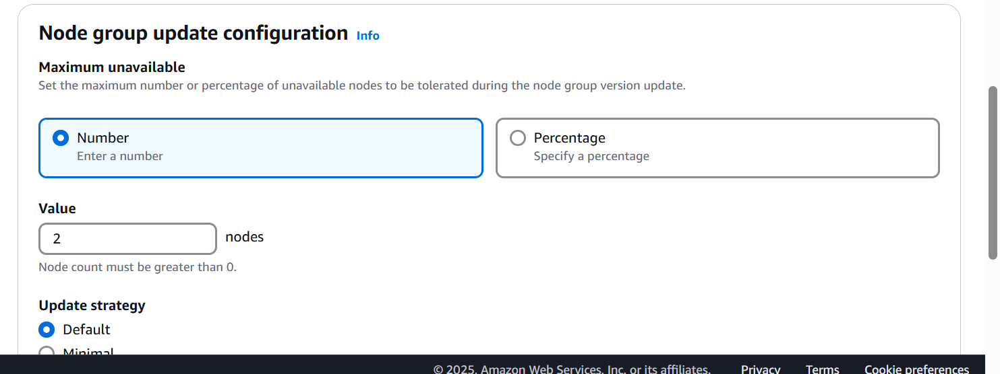 Node group update configuration Info
Maximum unavailable
Set the maximum number or percentage of unavailable nodes to be tolerated during the node group version update.
Number
Enter a number
Percentage
Specify a percentage
Value
2 nodes
Node count must be greater than 0.
Update strategy
Default
Minimal
© 2025, Amazon Web Services, Inc. or its affiliates. Privacy Terms Cookie preferences